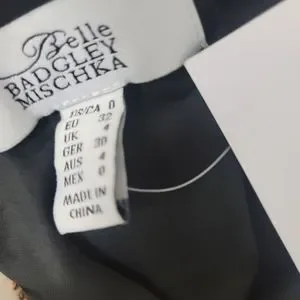 Belle
BADGLEY
MISCHKA
US/CA 0
EU 32
UK 4
GER 30
AUS 4
MEX 0
MADE IN
CHINA